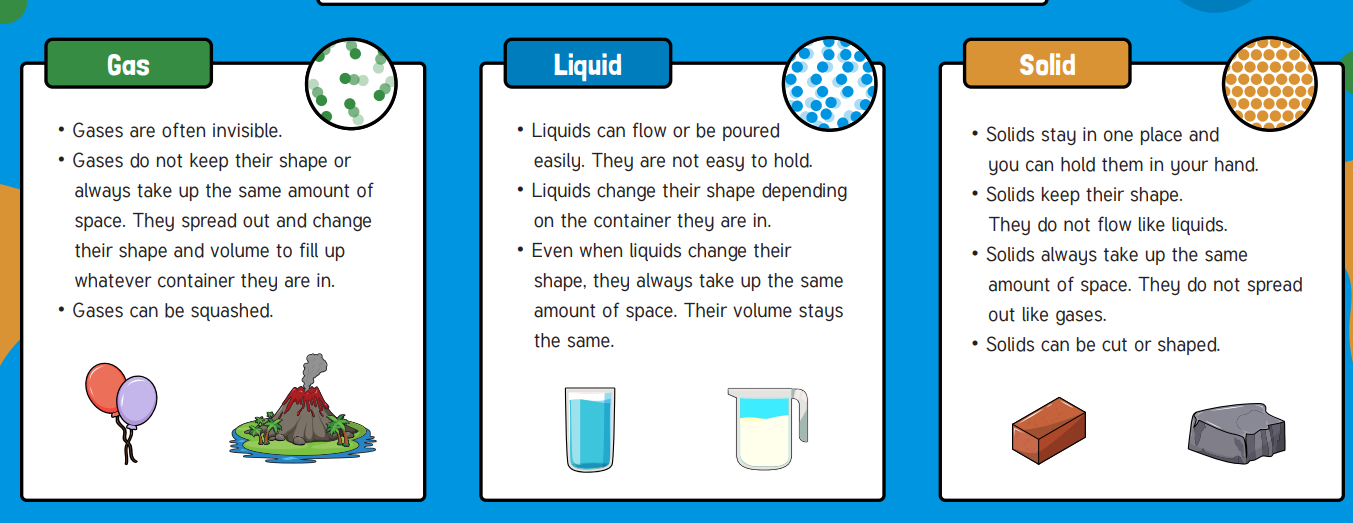 Gas
• Gases are often invisible.
• Gases do not keep their shape or
always take up the same amount of
space. They spread out and change
their shape and volume to fill up
whatever container they are in.
• Gases can be squashed.
Liquid
• Liquids can flow or be poured
easily. They are not easy to hold.
• Liquids change their shape depending
on the container they are in.
• Even when liquids change their
shape, they always take up the same
amount of space. Their volume stays
the same.
Solid
• Solids stay in one place and
you can hold them in your hand.
• Solids keep their shape.
They do not flow like liquids.
• Solids always take up the same
amount of space. They do not spread
out like gases.
• Solids can be cut or shaped.